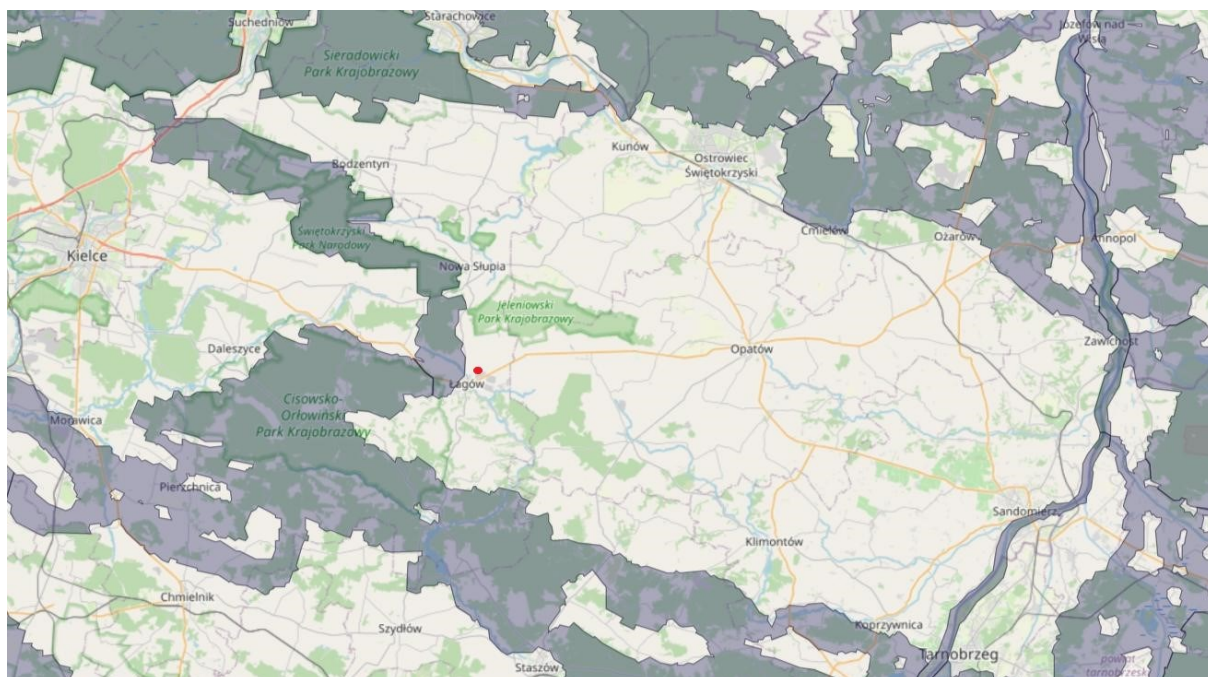 Suchedniów
Starachowice
Józefów nad
Wisłą
Sieradowicki
Park Krajobrazowy
Bodzentyn
Kunów
Ostrowiec
Świętokrzyski
Świętokrzyski
Park Narodowy
Ćmielów
Ożarów
Annopol
Kielce
Nowa Słupia
Jeleniowski
Park Krajobrazowy
Daleszyce
Opatów
Zawichost
Łagów
Cisowsko-
Orłowiński
Park Krajobrazowy
Morawica
Pierzchnica
Sandomierz
Klimontów
Chmielnik
Szydłów
Koprzywnica
Staszów
Tarnobrzeg
powiat
tarnobrzeski